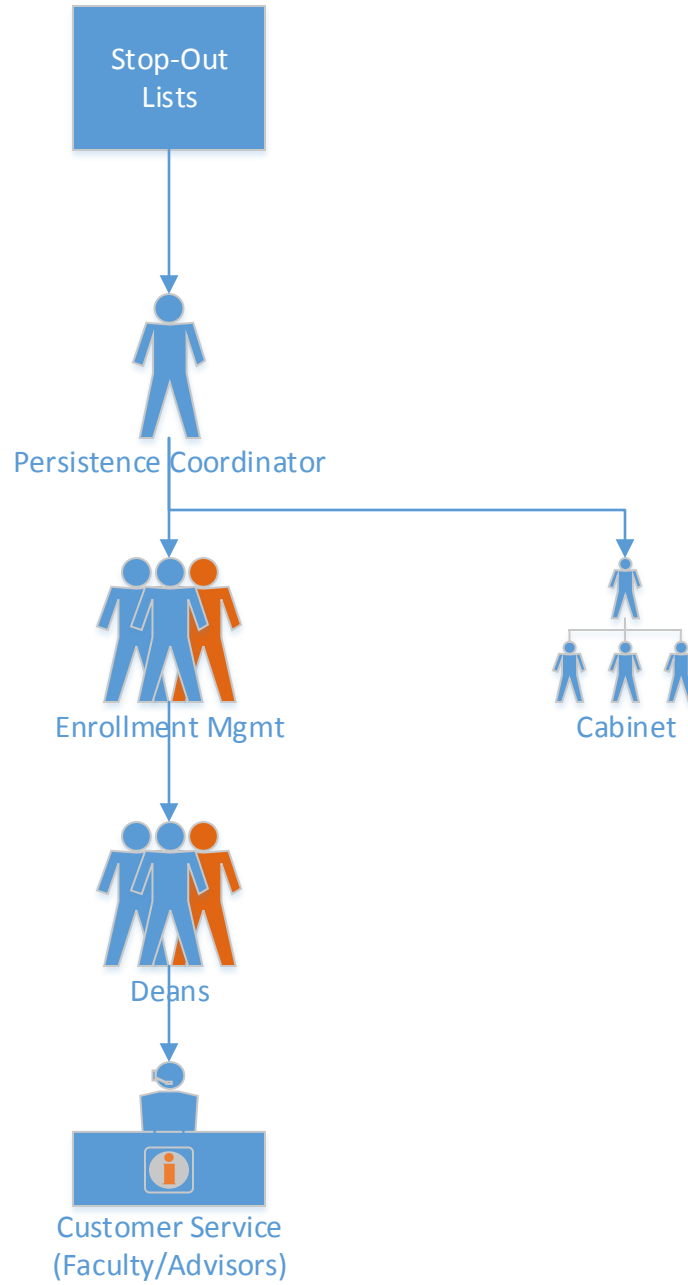 Stop-Out
Lists
Persistence Coordinator
Enrollment Mgmt
Cabinet
Deans
i
Customer Service
(Faculty/Advisors)